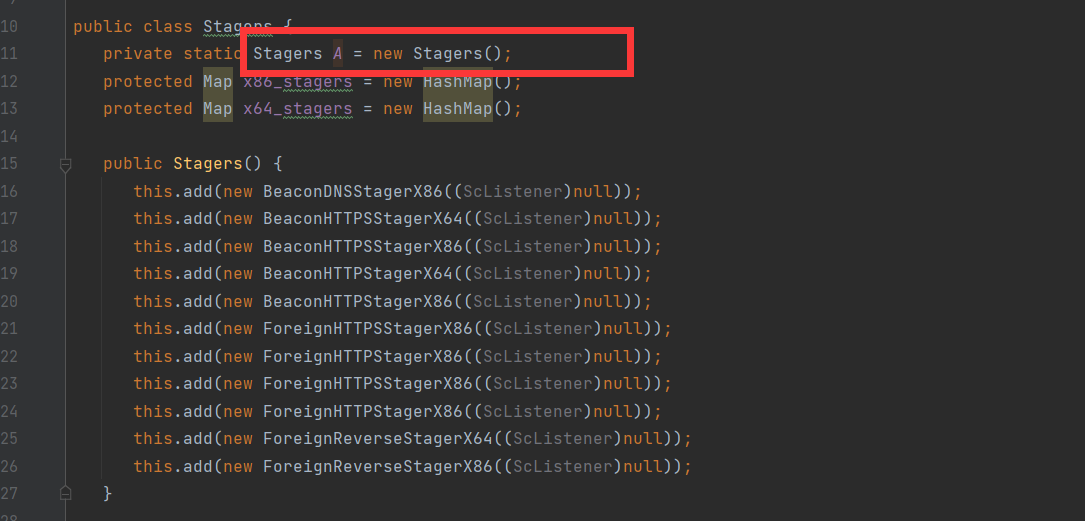 10 public class Stagers {
11 private static Stagers A = new Stagers();
12 protected Map x86_stagers = new HashMap();
13 protected Map x64_stagers = new HashMap();
14
15 public Stagers() {
16 this.add(new BeaconDNSStagerX86((ScListener)null));
17 this.add(new BeaconHTTPSStagerX64((ScListener)null));
18 this.add(new BeaconHTTPSStagerX86((ScListener)null));
19 this.add(new BeaconHTTPStagerX64((ScListener)null));
20 this.add(new BeaconHTTPStagerX86((ScListener)null));
21 this.add(new ForeignHTTPSStagerX86((ScListener)null));
22 this.add(new ForeignHTTPStagerX86((ScListener)null));
23 this.add(new ForeignHTTPSStagerX86((ScListener)null));
24 this.add(new ForeignHTTPStagerX86((ScListener)null));
25 this.add(new ForeignReverseStagerX64((ScListener)null));
26 this.add(new ForeignReverseStagerX86((ScListener)null));
27 }